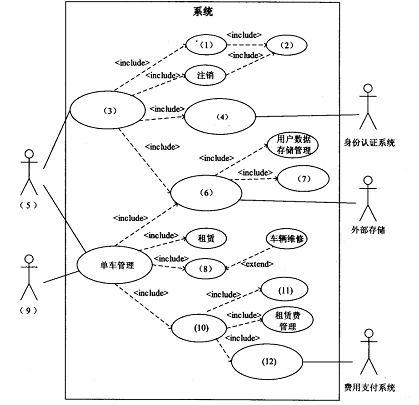 系统
(1)
<include>
(2)
<include>
<include>
<include>
注销
(3)
<include>
(4)
身份认证系统
<include>
用户数据
存储管理
<include>
(5)
<include>
(7)
(6)
外部存储
<include>
租赁
车辆维修
<include>
单车管理
<include>
(8)
<extend>
(9)
<include>
<include>
(11)
(10)
<include>
租赁费
管理
<include>
(12)
费用支付系统